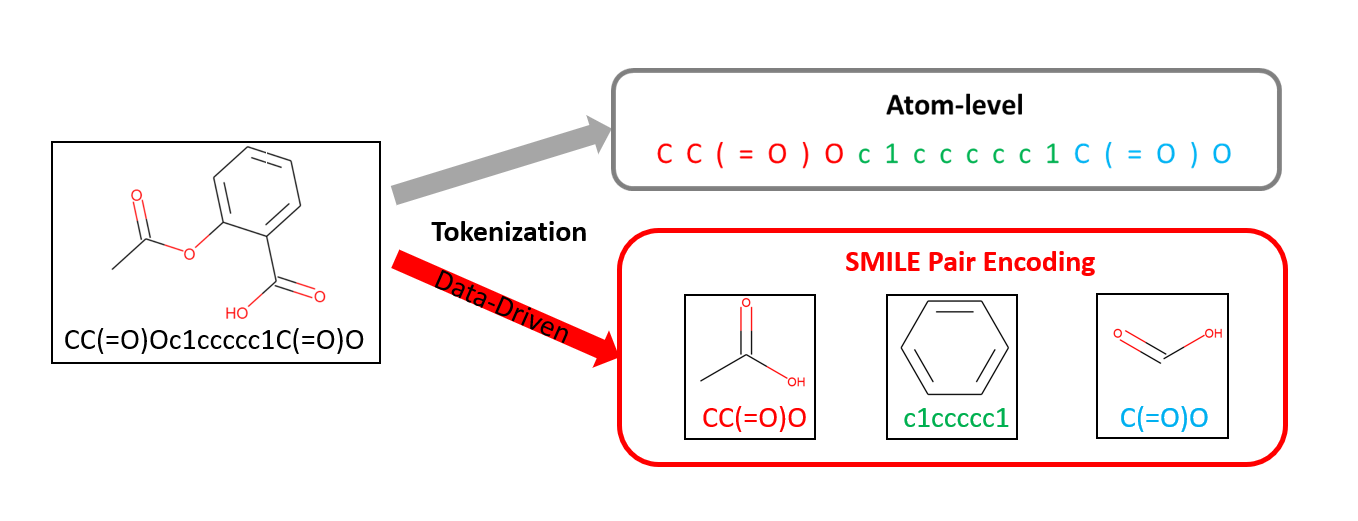 O
O
HO
O
CC(=O)Oc1ccccc1C(=O)O
Tokenization
Data-Driven
Atom-level
C C ( = O ) O c 1 c c c c c 1 C ( = O ) O
SMILE Pair Encoding
O
OH
CC(=O)O
c1ccccc1
O
OH
C(=O)O